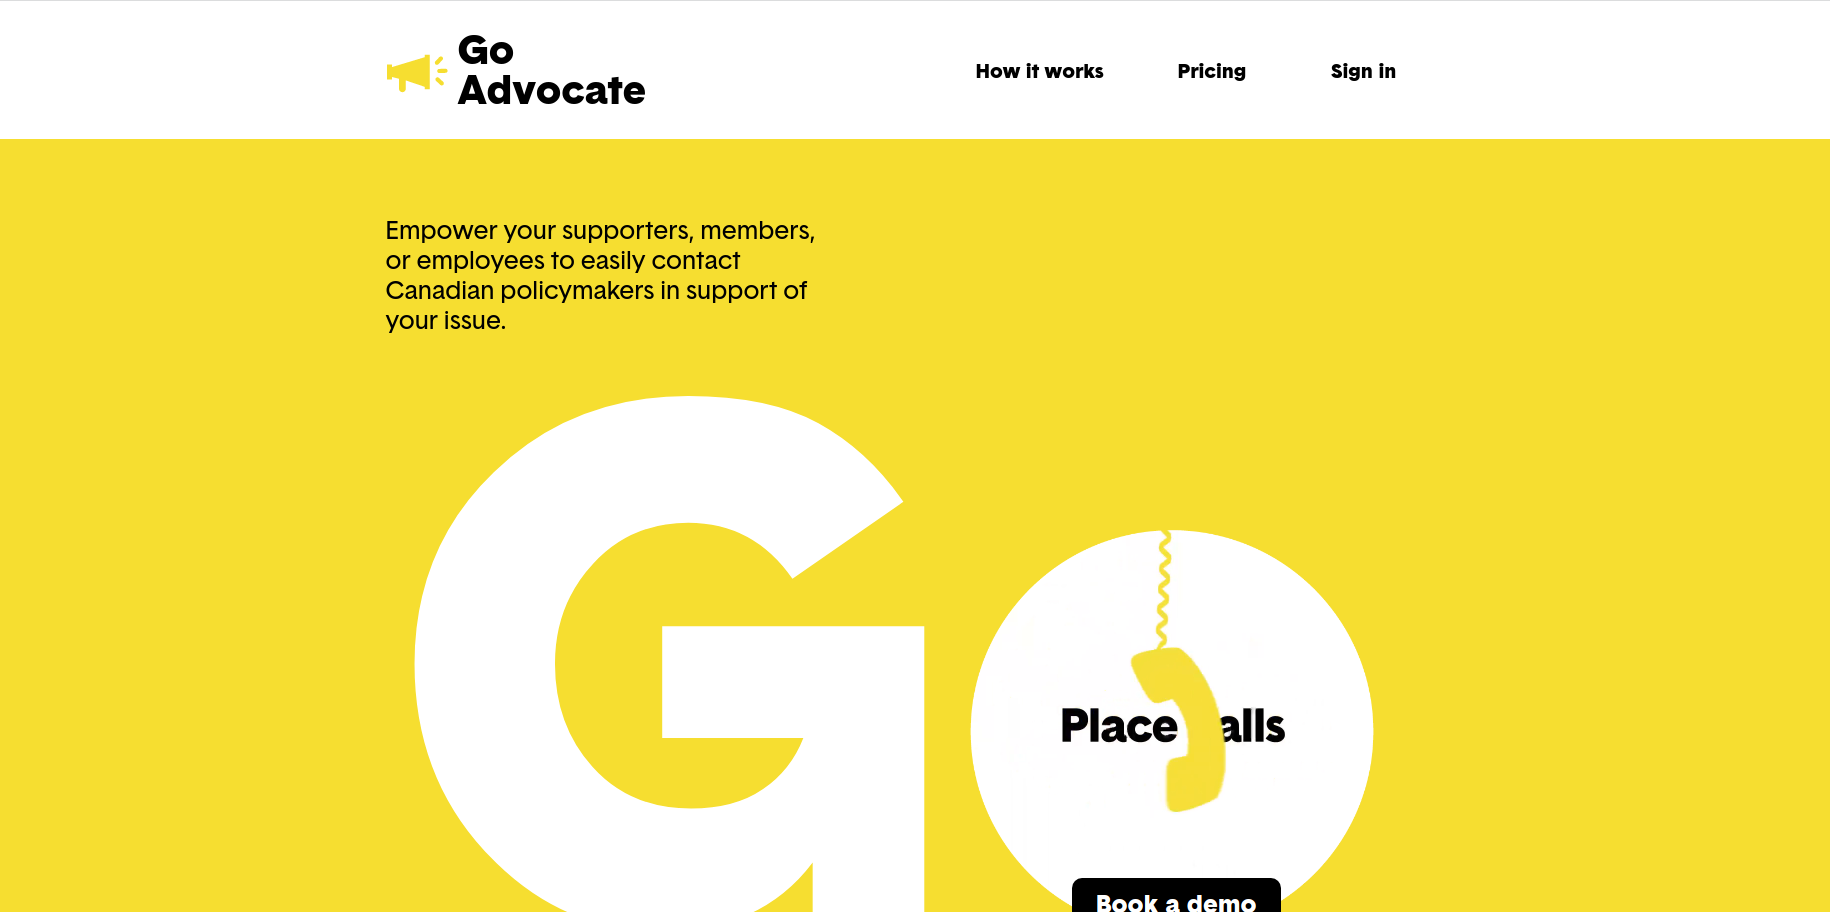 Go
Advocate
How it works
Pricing
Sign in
Empower your supporters, members,
or employees to easily contact
Canadian policymakers in support of
your issue.
Go
Place alls
Book a demo